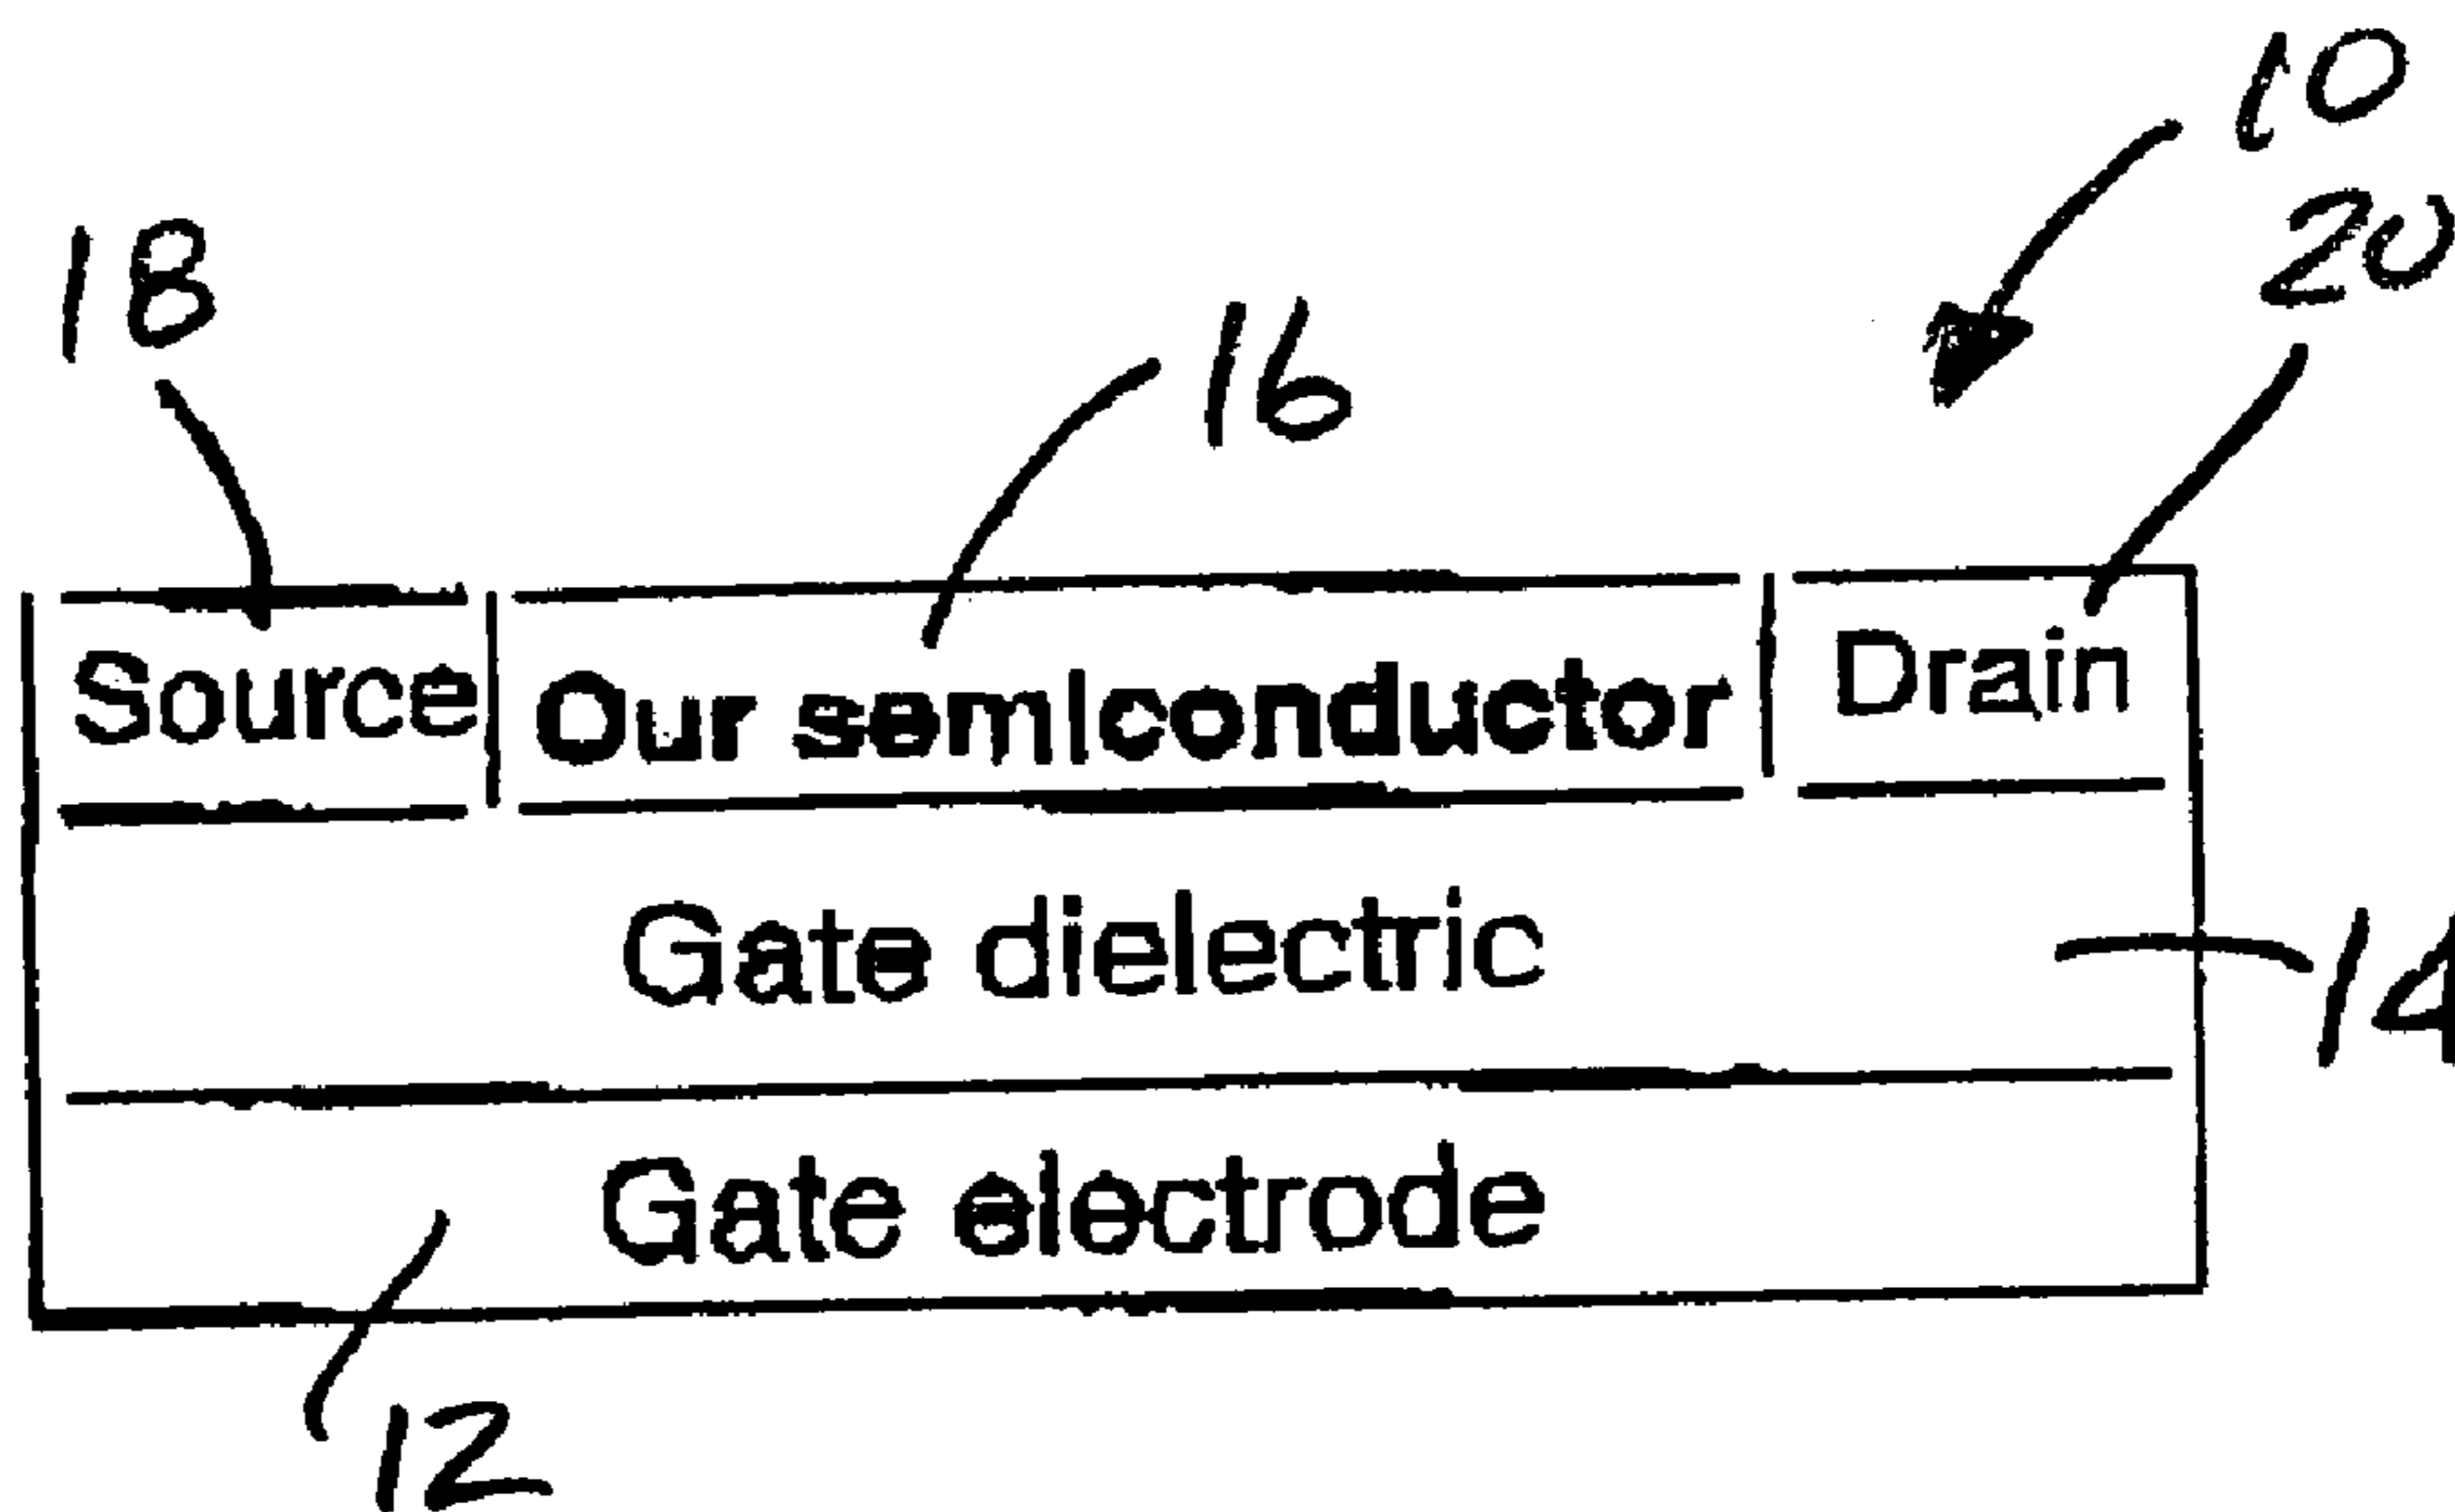 10
20
18
16
Source Our semiconductor Drain
Gate dielectric
14
Gate electrode
12